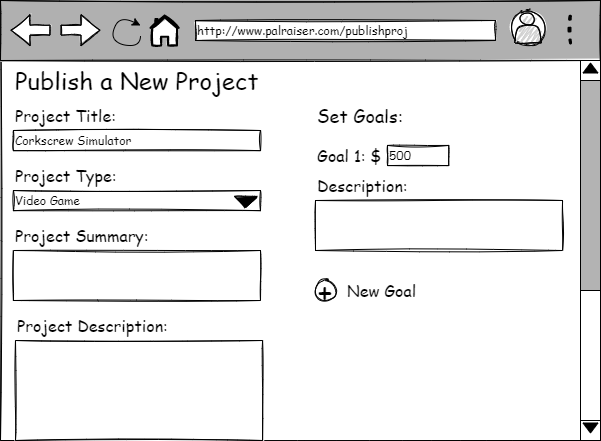 http://www.palraiser.com/publishproj
Publish a New Project
Project Title:
Corkscrew Simulator
Project Type:
Video Game
Project Summary:
Project Description:
Set Goals:
Goal 1: $ 500
Description:
New Goal